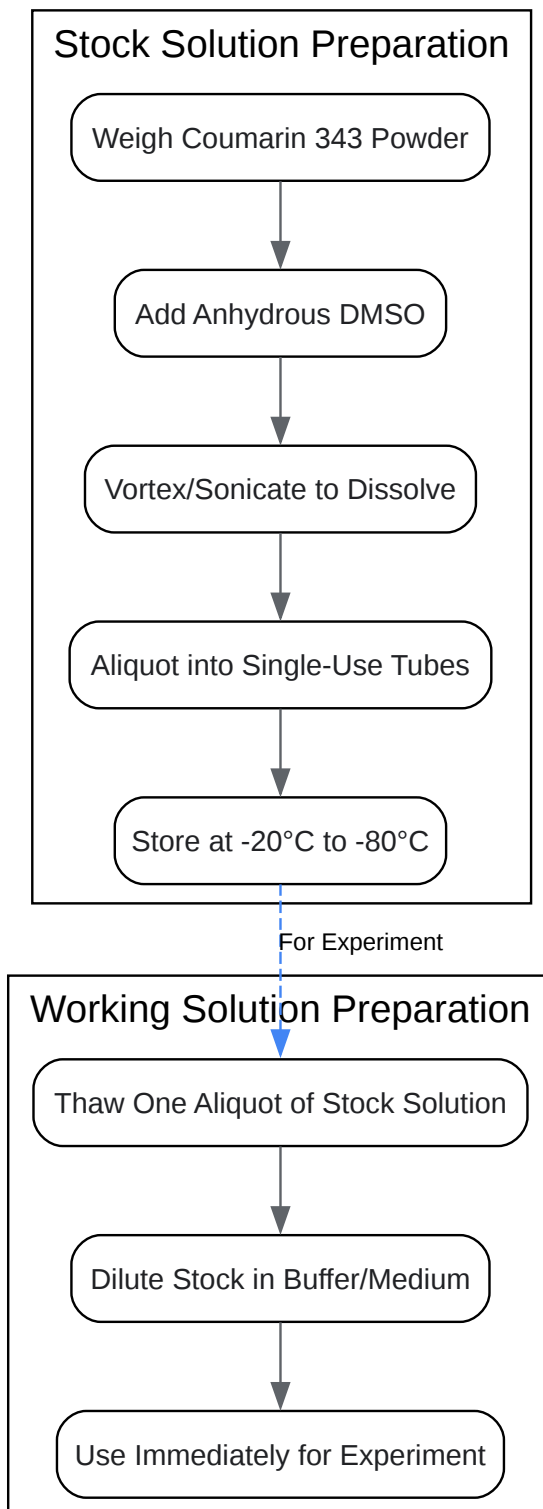 Stock Solution Preparation
Weigh Coumarin 343 Powder
Add Anhydrous DMSO
Vortex/Sonicate to Dissolve
Aliquot into Single-Use Tubes
Store at -20°C to -80°C
For Experiment
Working Solution Preparation
Thaw One Aliquot of Stock Solution
Dilute Stock in Buffer/Medium
Use Immediately for Experiment